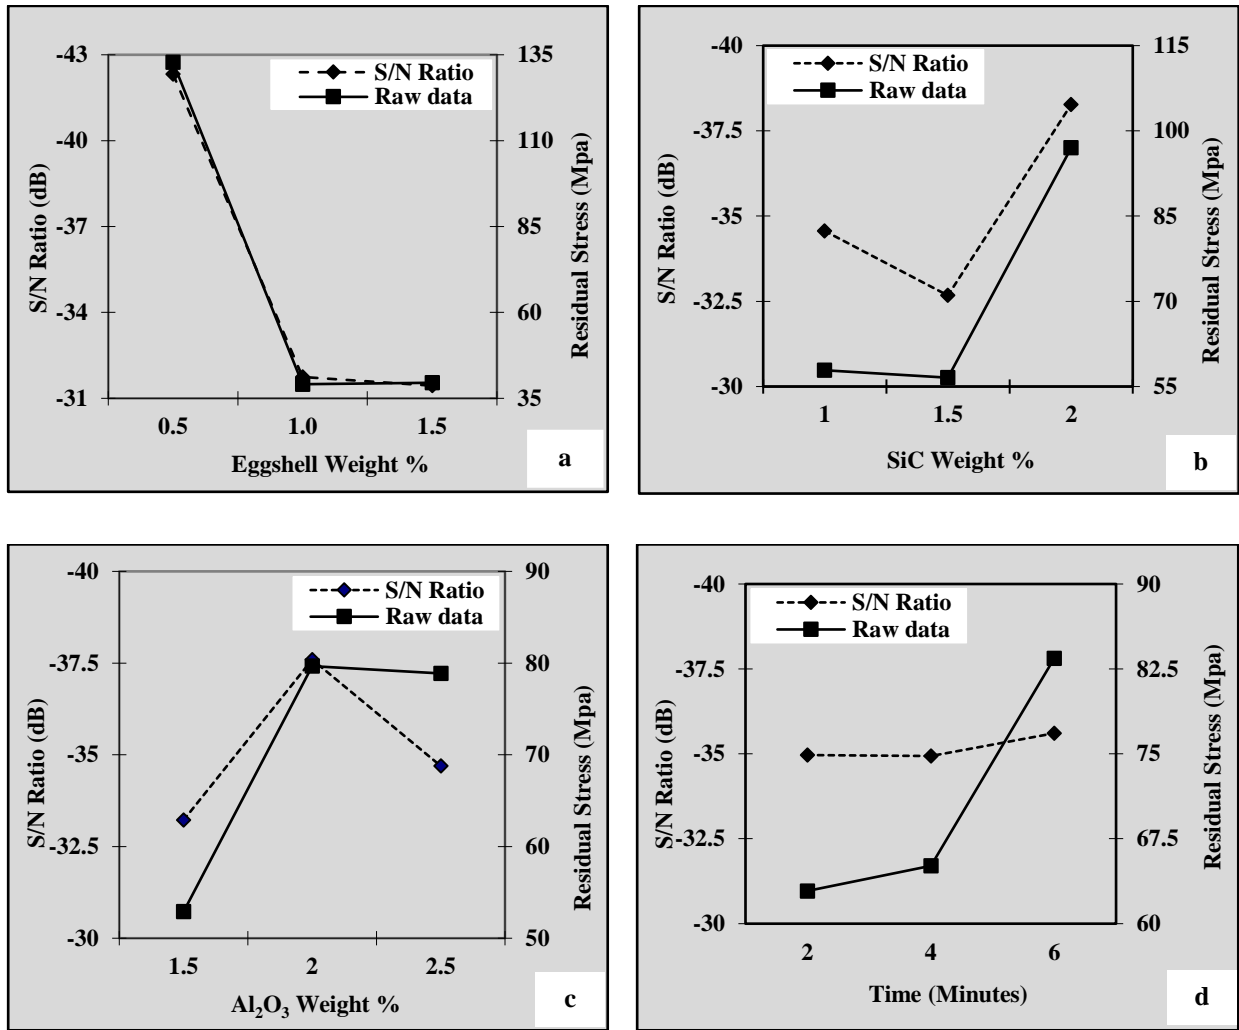 -43
-40
-37
-34
-31
S/N Ratio (dB)
135
110
85
60
35
Residual Stress (Mpa)
S/N Ratio
Raw data
0.5 1.0 1.5
Eggshell Weight %
a
-40
-37.5
-35
-32.5
-30
S/N Ratio (dB)
115
100
85
70
55
Residual Stress (Mpa)
S/N Ratio
Raw data
1 1.5 2
SiC Weight %
b
-40
-37.5
-35
-32.5
-30
S/N Ratio (dB)
90
80
70
60
50
Residual Stress (Mpa)
S/N Ratio
Raw data
1.5 2 2.5
Al₂O₃ Weight %
c
-40
-37.5
-35
-32.5
-30
S/N Ratio (dB)
90
82.5
75
67.5
60
Residual Stress (Mpa)
S/N Ratio
Raw data
2 4 6
Time (Minutes)
d